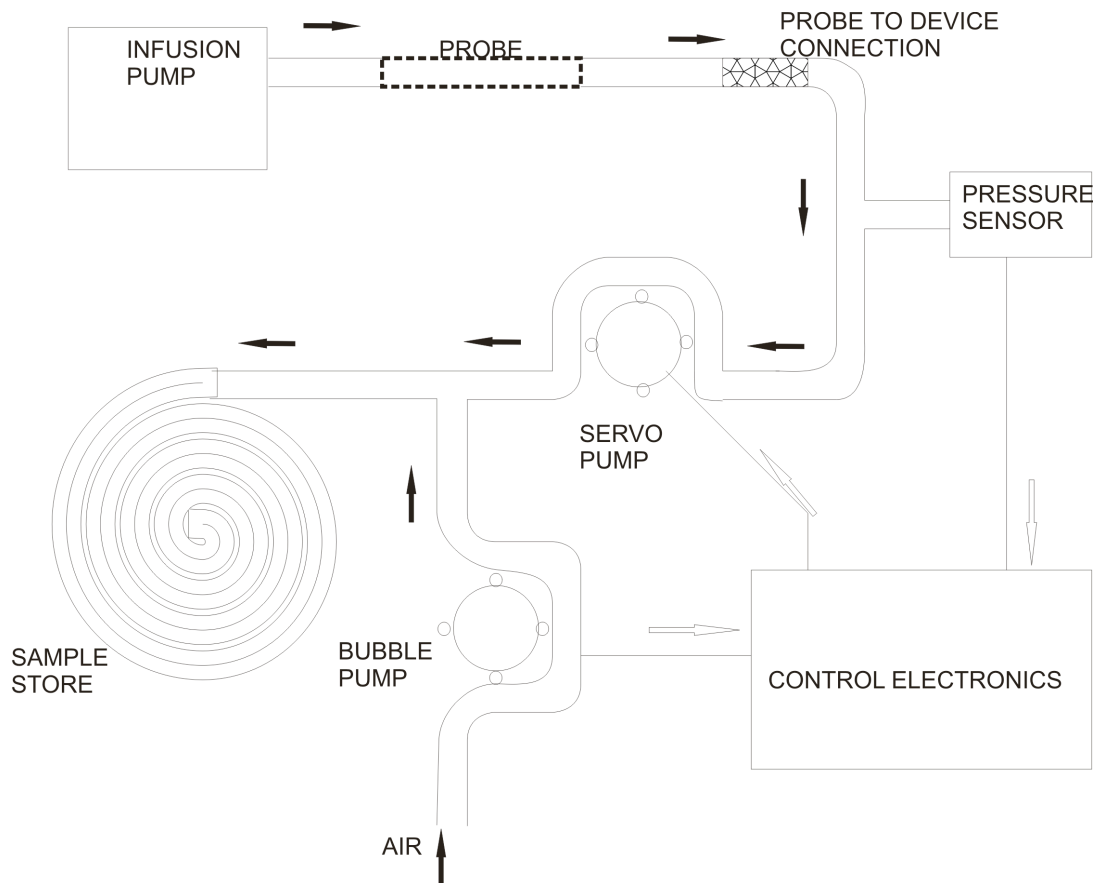 INFUSION
PUMP
PROBE
PROBE TO DEVICE
CONNECTION
PRESSURE
SENSOR
SERVO
PUMP
SAMPLE
STORE
BUBBLE
PUMP
CONTROL ELECTRONICS
AIR